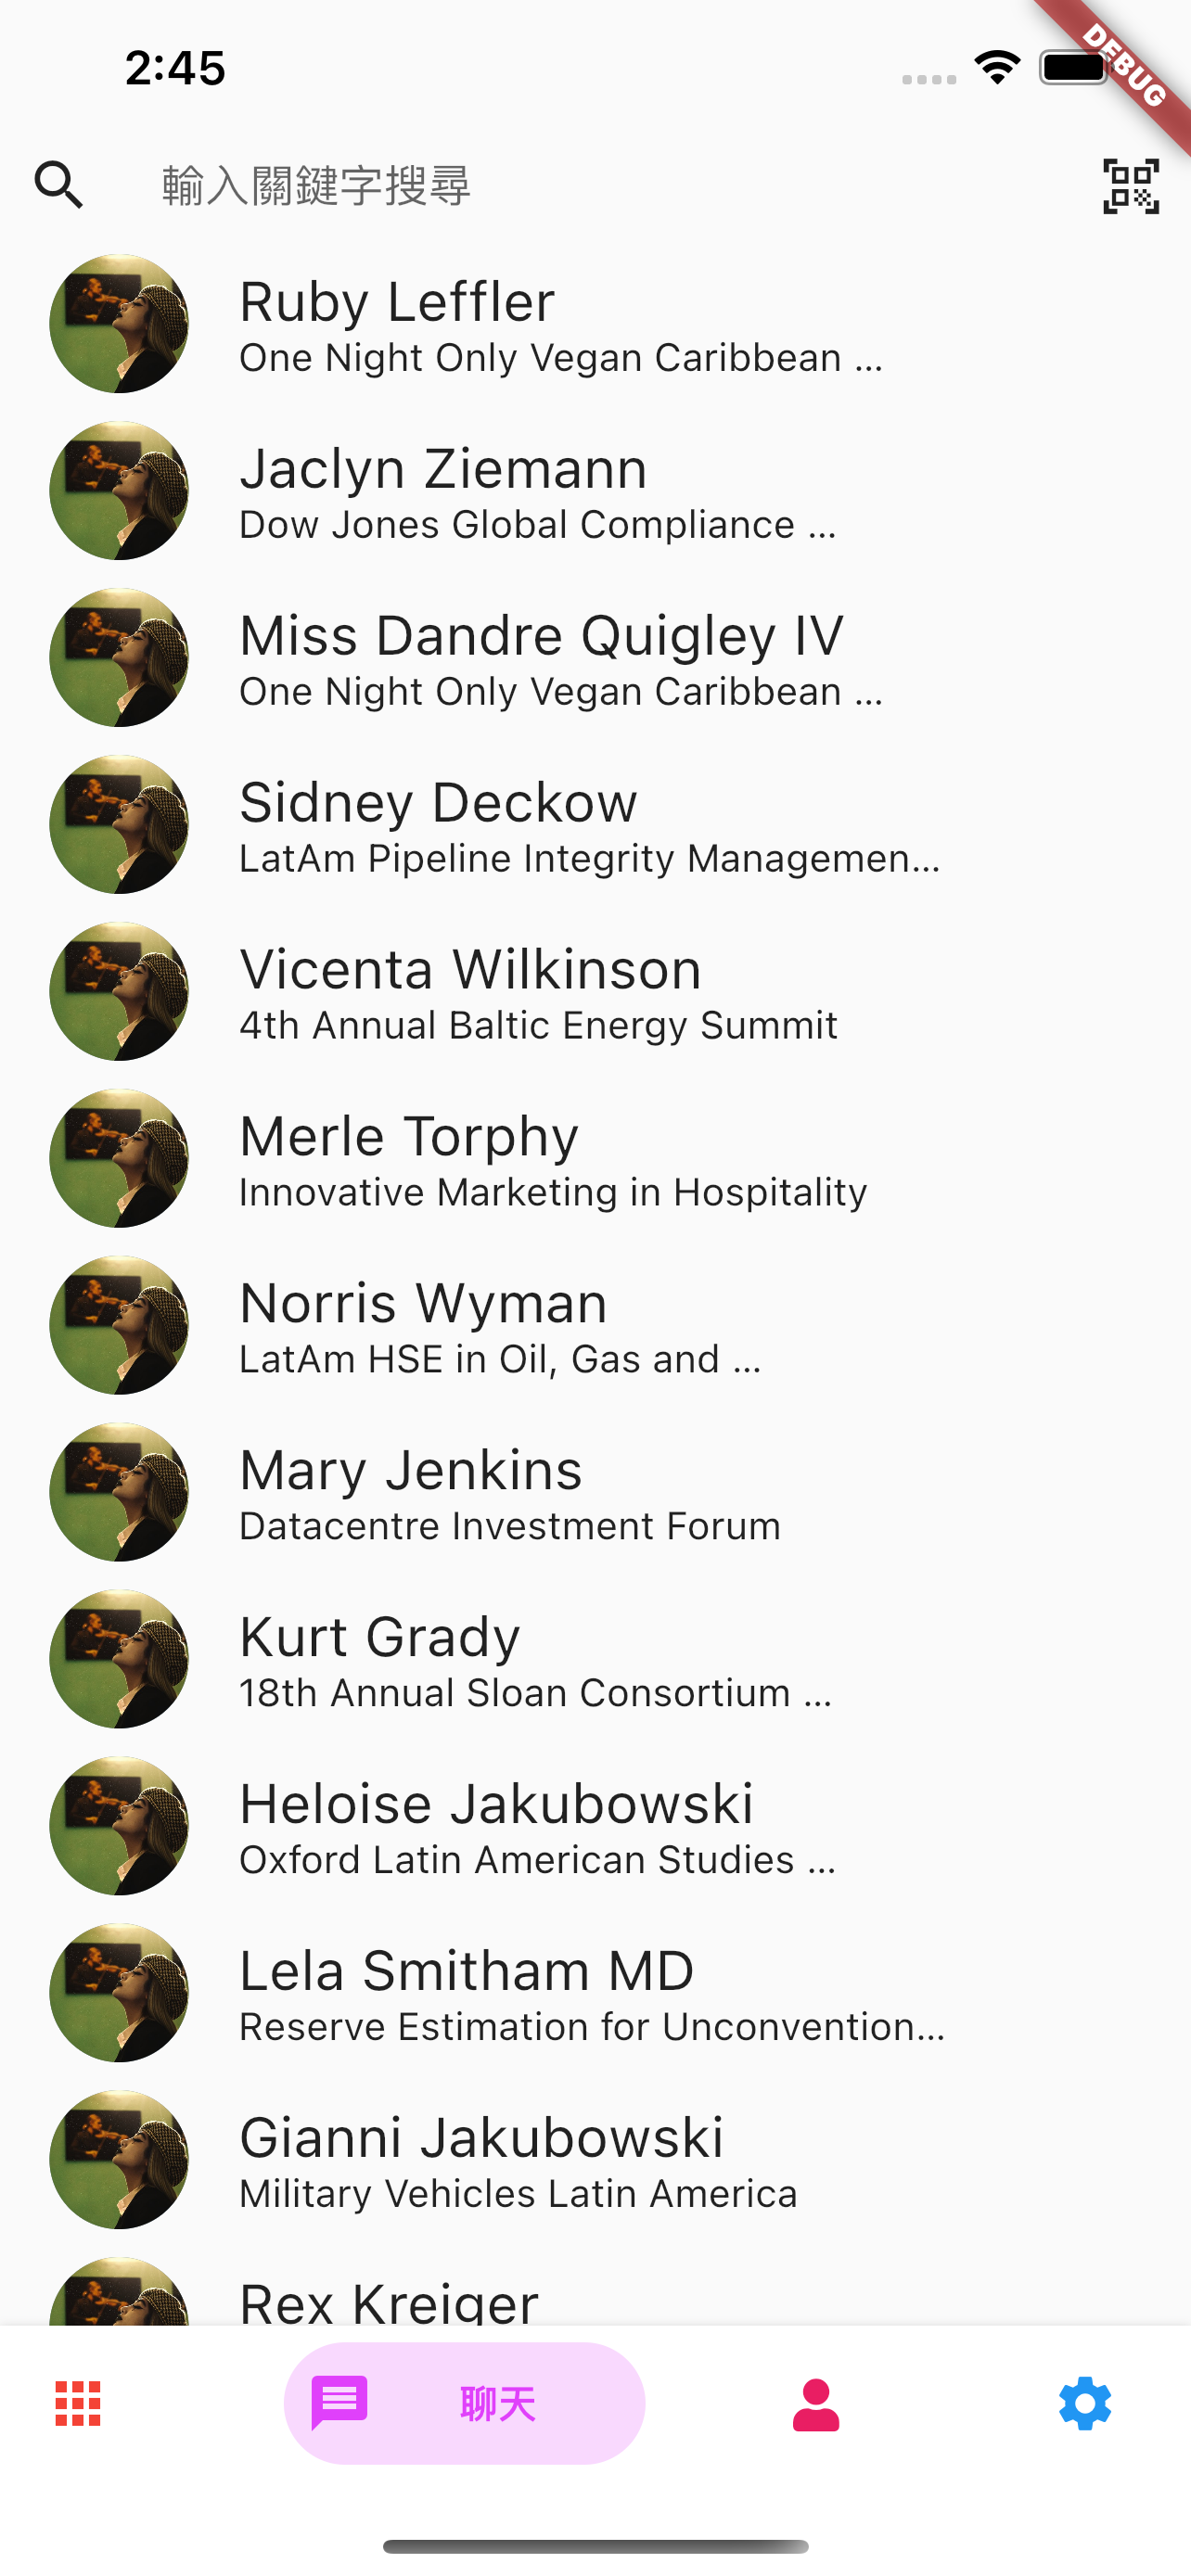 2:45
DEBUG
輸入關鍵字搜尋
Ruby Leffler
One Night Only Vegan Caribbean ...
Jaclyn Ziemann
Dow Jones Global Compliance ...
Miss Dandre Quigley IV
One Night Only Vegan Caribbean ...
Sidney Deckow
LatAm Pipeline Integrity Managemen...
Vicenta Wilkinson
4th Annual Baltic Energy Summit
Merle Torphy
Innovative Marketing in Hospitality
Norris Wyman
LatAm HSE in Oil, Gas and ...
Mary Jenkins
Datacentre Investment Forum
Kurt Grady
18th Annual Sloan Consortium ...
Heloise Jakubowski
Oxford Latin American Studies ...
Lela Smitham MD
Reserve Estimation for Unconvention...
Gianni Jakubowski
Military Vehicles Latin America
Rex Kreiger
聊天